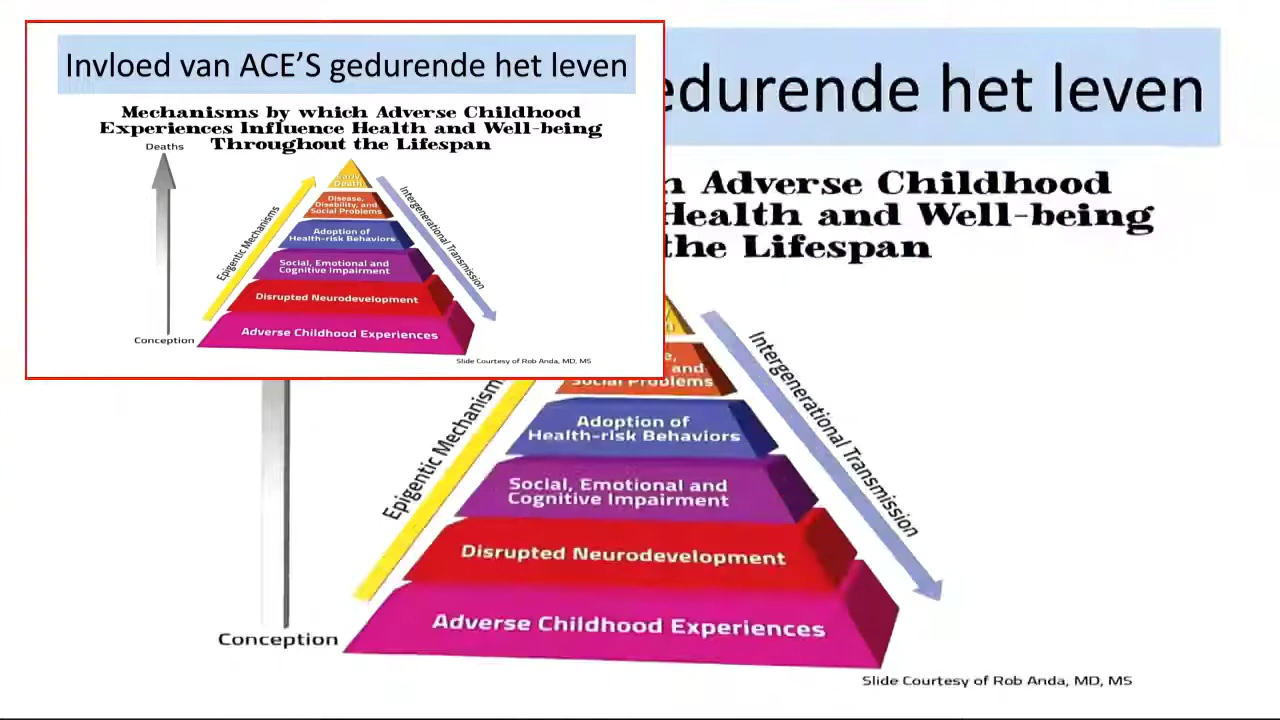 Invloed van ACE'S gedurende het leven
Mechanisms by which Adverse Childhood
Experiences Influence Health and Well-being
Throughout the Lifespan
Deaths
Early
Death
Disease,
Disability, and
Social Problems
Adoption of
Health-risk Behaviors
Social, Emotional and
Cognitive Impairment
Disrupted Neurodevelopment
Adverse Childhood Experiences
Epigentic Mechanisms
Intergenerational Transmission
Conception
Slide Courtesy of Rob Anda, MD, MS
edurende het leven
n Adverse Childhood
Health and Well-being
the Lifespan
e,
and
Social Problems
Adoption of
Health-risk Behaviors
Social, Emotional and
Cognitive Impairment
Disrupted Neurodevelopment
Adverse Childhood Experiences
Epigentic Mechanism
Intergenerational Transmission
Conception
Slide Courtesy of Rob Anda, MD, MS